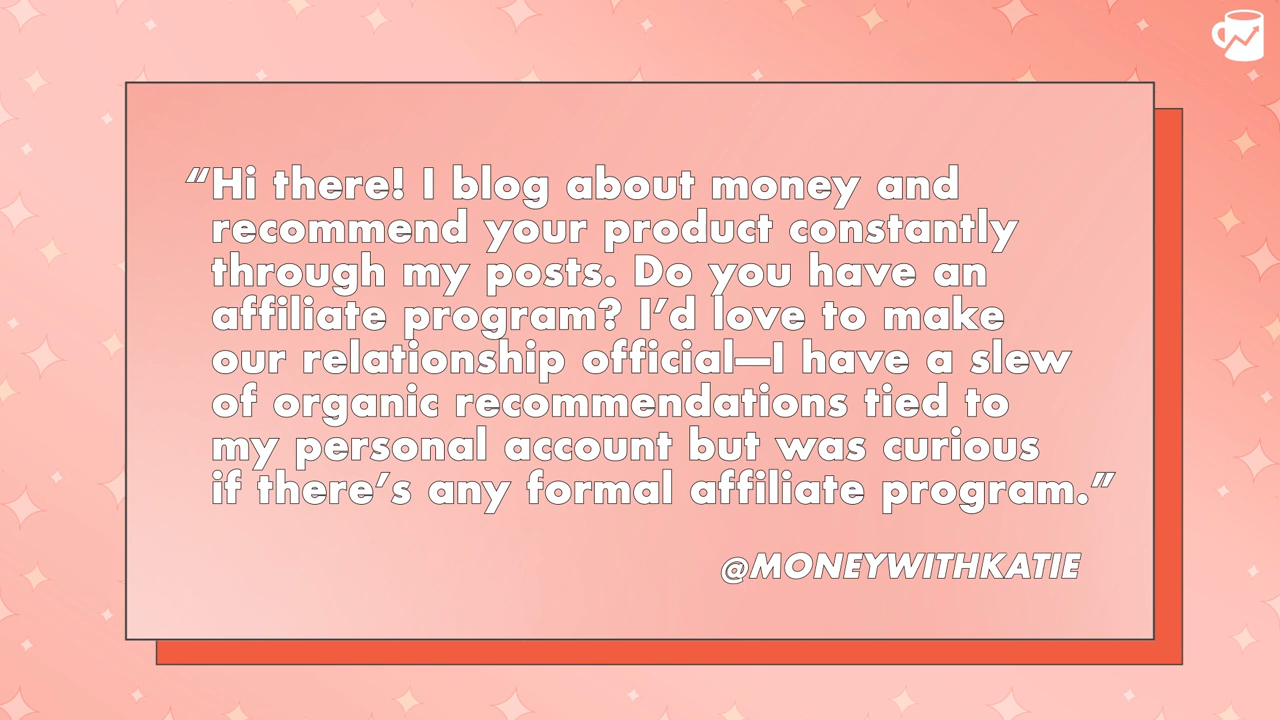 “Hi there! I blog about money and
recommend your product constantly
through my posts. Do you have an
affiliate program? I’d love to make
our relationship official—I have a slew
of organic recommendations tied to
my personal account but was curious
if there’s any formal affiliate program.”
@MONEYWITHKATIE